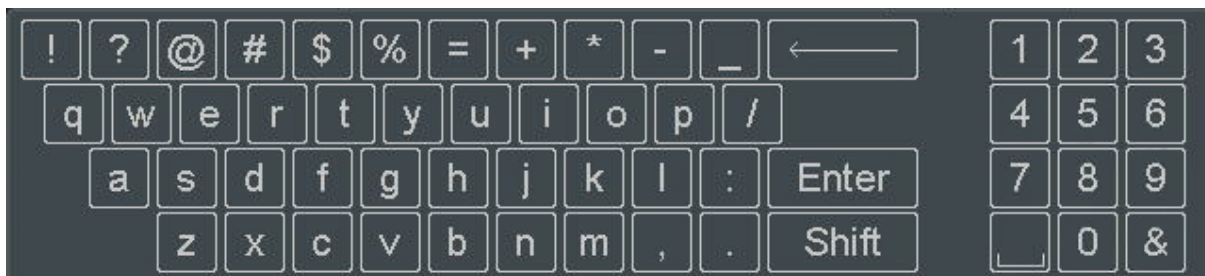 ! ? @ # $ % = + * - _ ← 1 2 3
q w e r t y u i o p / 4 5 6
a s d f g h j k l : Enter 7 8 9
z x c v b n m , . Shift ⎵ 0 &